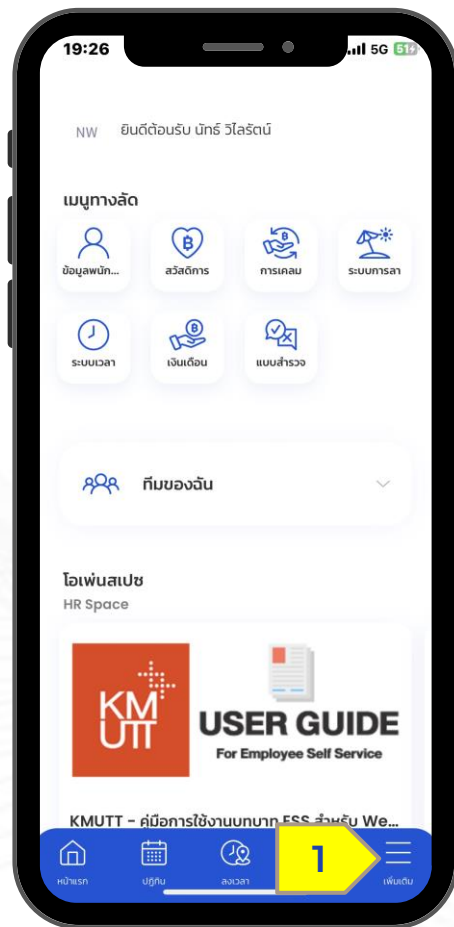 19:26
5G 51
NW ยินดีต้อนรับ นัทธ์ วิไลรัตน์
เมนูทางลัด
ข้อมูลพนัก... สวัสดิการ การเคลม ระบบการลา
ระบบเวลา เงินเดือน แบบสำรวจ
ทีมของฉัน
โอเพ่นสเปซ
HR Space
KM
UTT
USER GUIDE
For Employee Self Service
KMUTT - คู่มือการใช้งานบทบาท ESS สำหรับ We...
หน้าแรก ปฏิทิน ลงเวลา 1 เพิ่มเติม